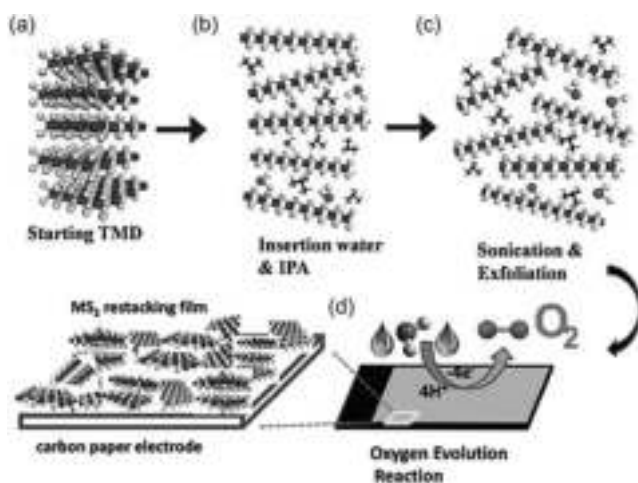 (a)
(b)
(c)
Starting TMD
Insertion water
& IPA
Sonication &
Exfoliation
MS2 restacking film
(d)
O2
4H+
-4e-
carbon paper electrode
Oxygen Evolution
Reaction